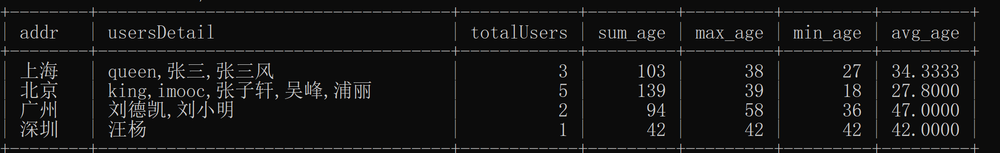 addr usersDetail totalUsers sum_age max_age min_age avg_age
上海 queen,张三,张三风 3 103 38 27 34.3333
北京 king,imooc,张子轩,吴峰,浦丽 5 139 39 18 27.8000
广州 刘德凯,刘小明 2 94 58 36 47.0000
深圳 汪杨 1 42 42 42 42.0000